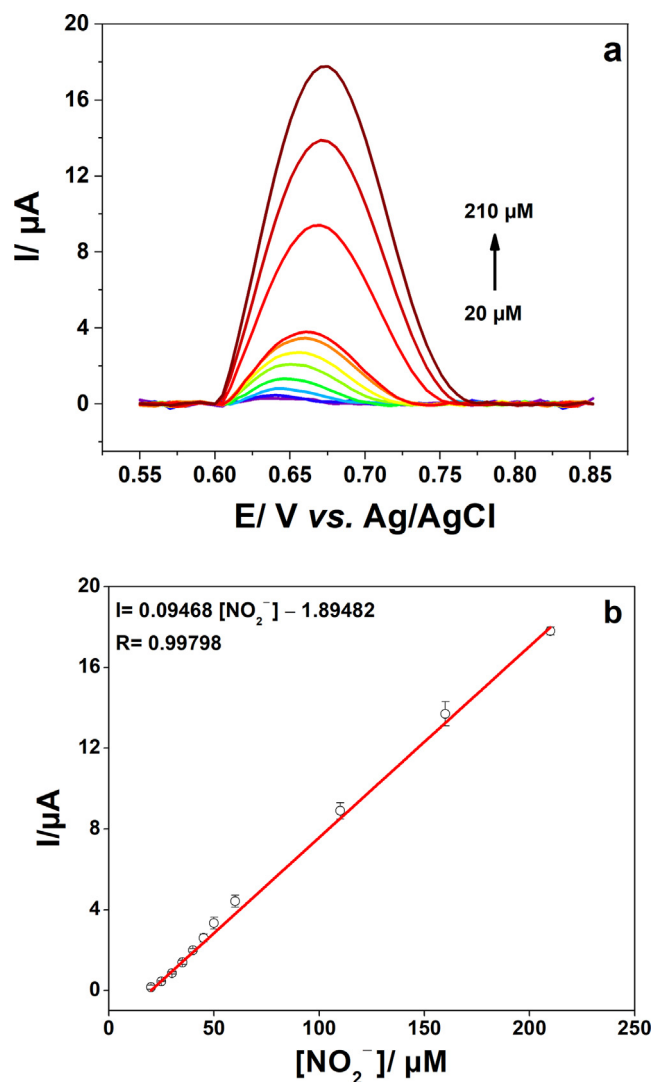 20
a
16
12
210 µM
8
20 µM
4
0
0.55 0.60 0.65 0.70 0.75 0.80 0.85
I/ µA
E/ V vs. Ag/AgCl
20
I= 0.09468 [NO₂⁻] − 1.89482
b
R= 0.99798
16
12
8
4
0
0 50 100 150 200 250
I/µA
[NO₂⁻]/ µM